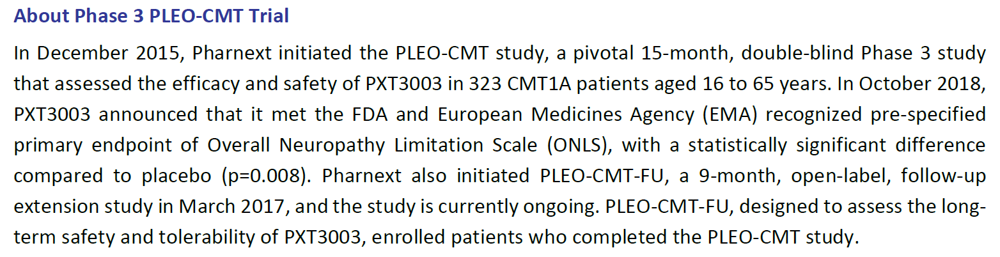 About Phase 3 PLEO-CMT Trial
In December 2015, Pharnext initiated the PLEO-CMT study, a pivotal 15-month, double-blind Phase 3 study
that assessed the efficacy and safety of PXT3003 in 323 CMT1A patients aged 16 to 65 years. In October 2018,
PXT3003 announced that it met the FDA and European Medicines Agency (EMA) recognized pre-specified
primary endpoint of Overall Neuropathy Limitation Scale (ONLS), with a statistically significant difference
compared to placebo (p=0.008). Pharnext also initiated PLEO-CMT-FU, a 9-month, open-label, follow-up
extension study in March 2017, and the study is currently ongoing. PLEO-CMT-FU, designed to assess the long-
term safety and tolerability of PXT3003, enrolled patients who completed the PLEO-CMT study.